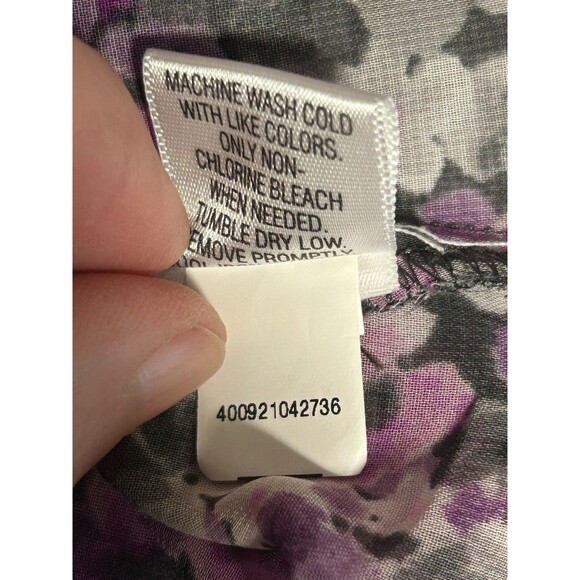 MACHINE WASH COLD
WITH LIKE COLORS.
ONLY NON-
CHLORINE BLEACH
WHEN NEEDED.
TUMBLE DRY LOW.
REMOVE PROMPTLY
400921042736